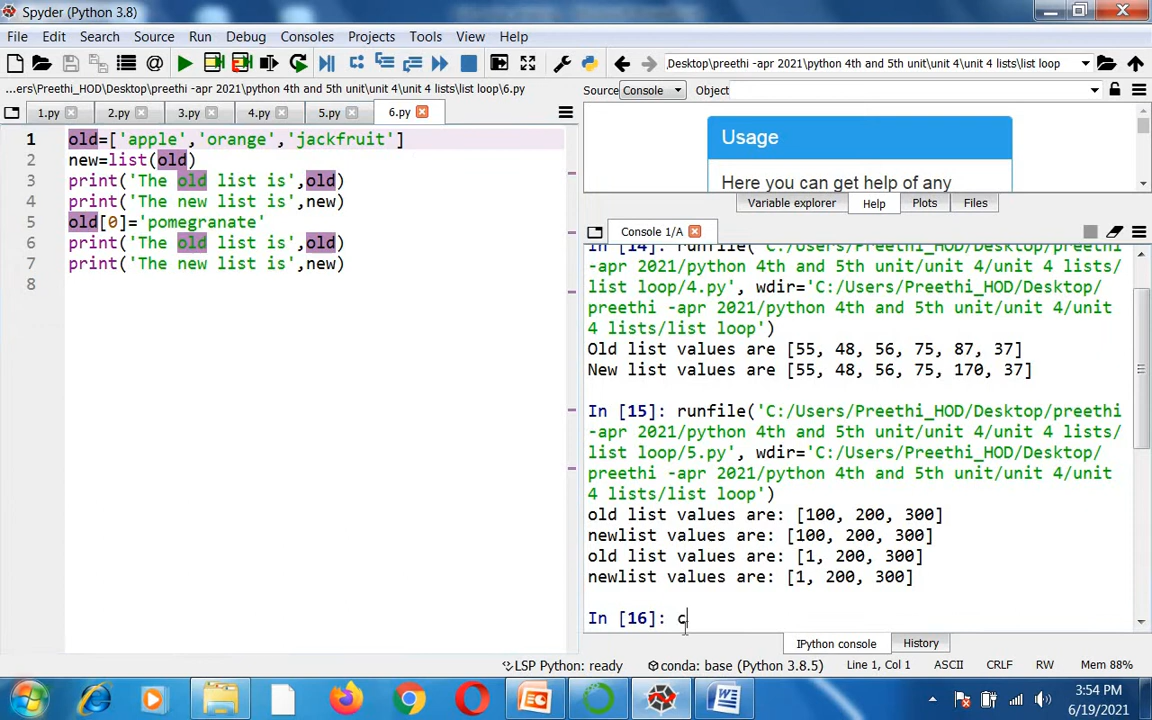 Spyder (Python 3.8)
File Edit Search Source Run Debug Consoles Projects Tools View Help
Desktop\preethi -apr 2021\python 4th and 5th unit\unit 4\unit 4 lists\list loop
...ers\Preethi_HOD\Desktop\preethi -apr 2021\python 4th and 5th unit\unit 4\unit 4 lists\list loop\6.py
1.py 2.py 3.py 4.py 5.py 6.py
1 old=['apple','orange','jackfruit']
2 new=list(old)
3 print('The old list is',old)
4 print('The new list is',new)
5 old[0]='pomegranate'
6 print('The old list is',old)
7 print('The new list is',new)
8
Source Console Object
Usage
Here you can get help of any
Variable explorer Help Plots Files
Console 1/A
In [14]: runfile('C:/Users/Preethi_HOD/Desktop/preethi
-apr 2021/python 4th and 5th unit/unit 4/unit 4 lists/
list loop/4.py', wdir='C:/Users/Preethi_HOD/Desktop/
preethi -apr 2021/python 4th and 5th unit/unit 4/unit
4 lists/list loop')
Old list values are [55, 48, 56, 75, 87, 37]
New list values are [55, 48, 56, 75, 170, 37]
In [15]: runfile('C:/Users/Preethi_HOD/Desktop/preethi
-apr 2021/python 4th and 5th unit/unit 4/unit 4 lists/
list loop/5.py', wdir='C:/Users/Preethi_HOD/Desktop/
preethi -apr 2021/python 4th and 5th unit/unit 4/unit
4 lists/list loop')
old list values are: [100, 200, 300]
newlist values are: [100, 200, 300]
old list values are: [1, 200, 300]
newlist values are: [1, 200, 300]
In [16]: c
IPython console History
LSP Python: ready conda: base (Python 3.8.5) Line 1, Col 1 ASCII CRLF RW Mem 88%
3:54 PM
6/19/2021